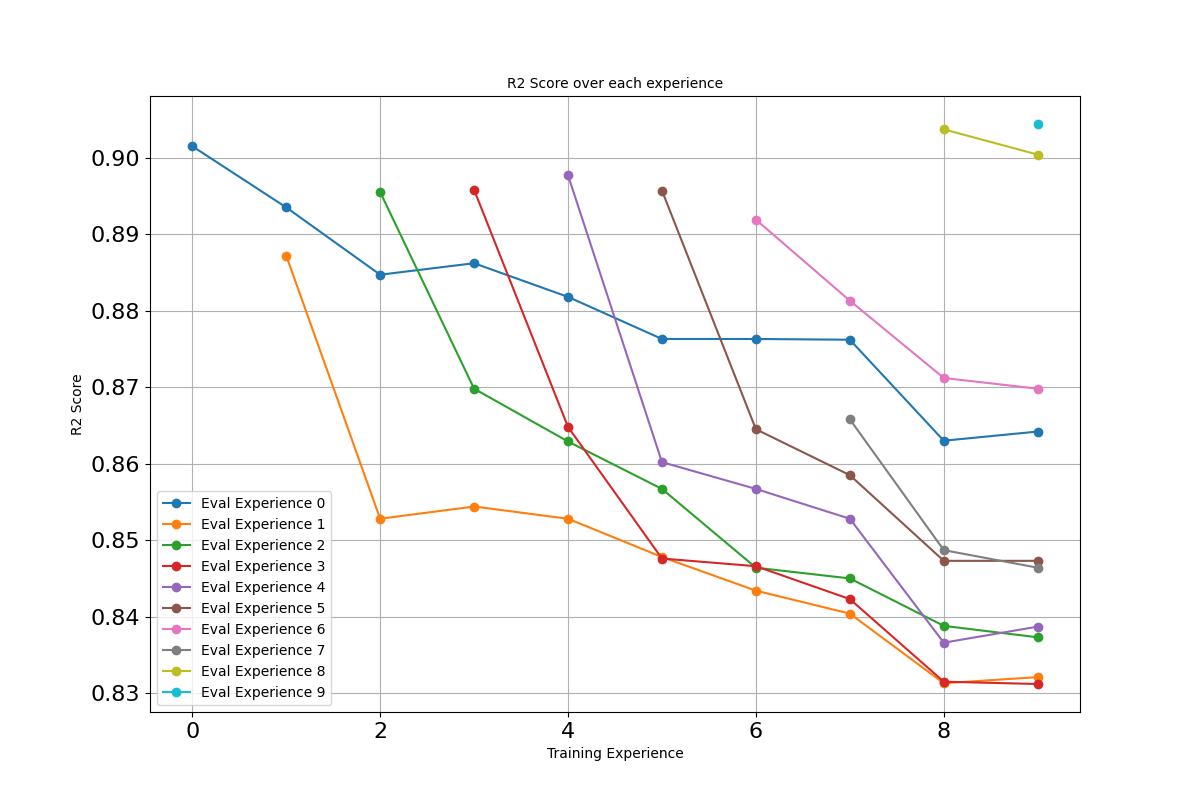 R2 Score over each experience
R2 Score
0.90
0.89
0.88
0.87
0.86
0.85
0.84
0.83
Eval Experience 0
Eval Experience 1
Eval Experience 2
Eval Experience 3
Eval Experience 4
Eval Experience 5
Eval Experience 6
Eval Experience 7
Eval Experience 8
Eval Experience 9
0 2 4 6 8
Training Experience